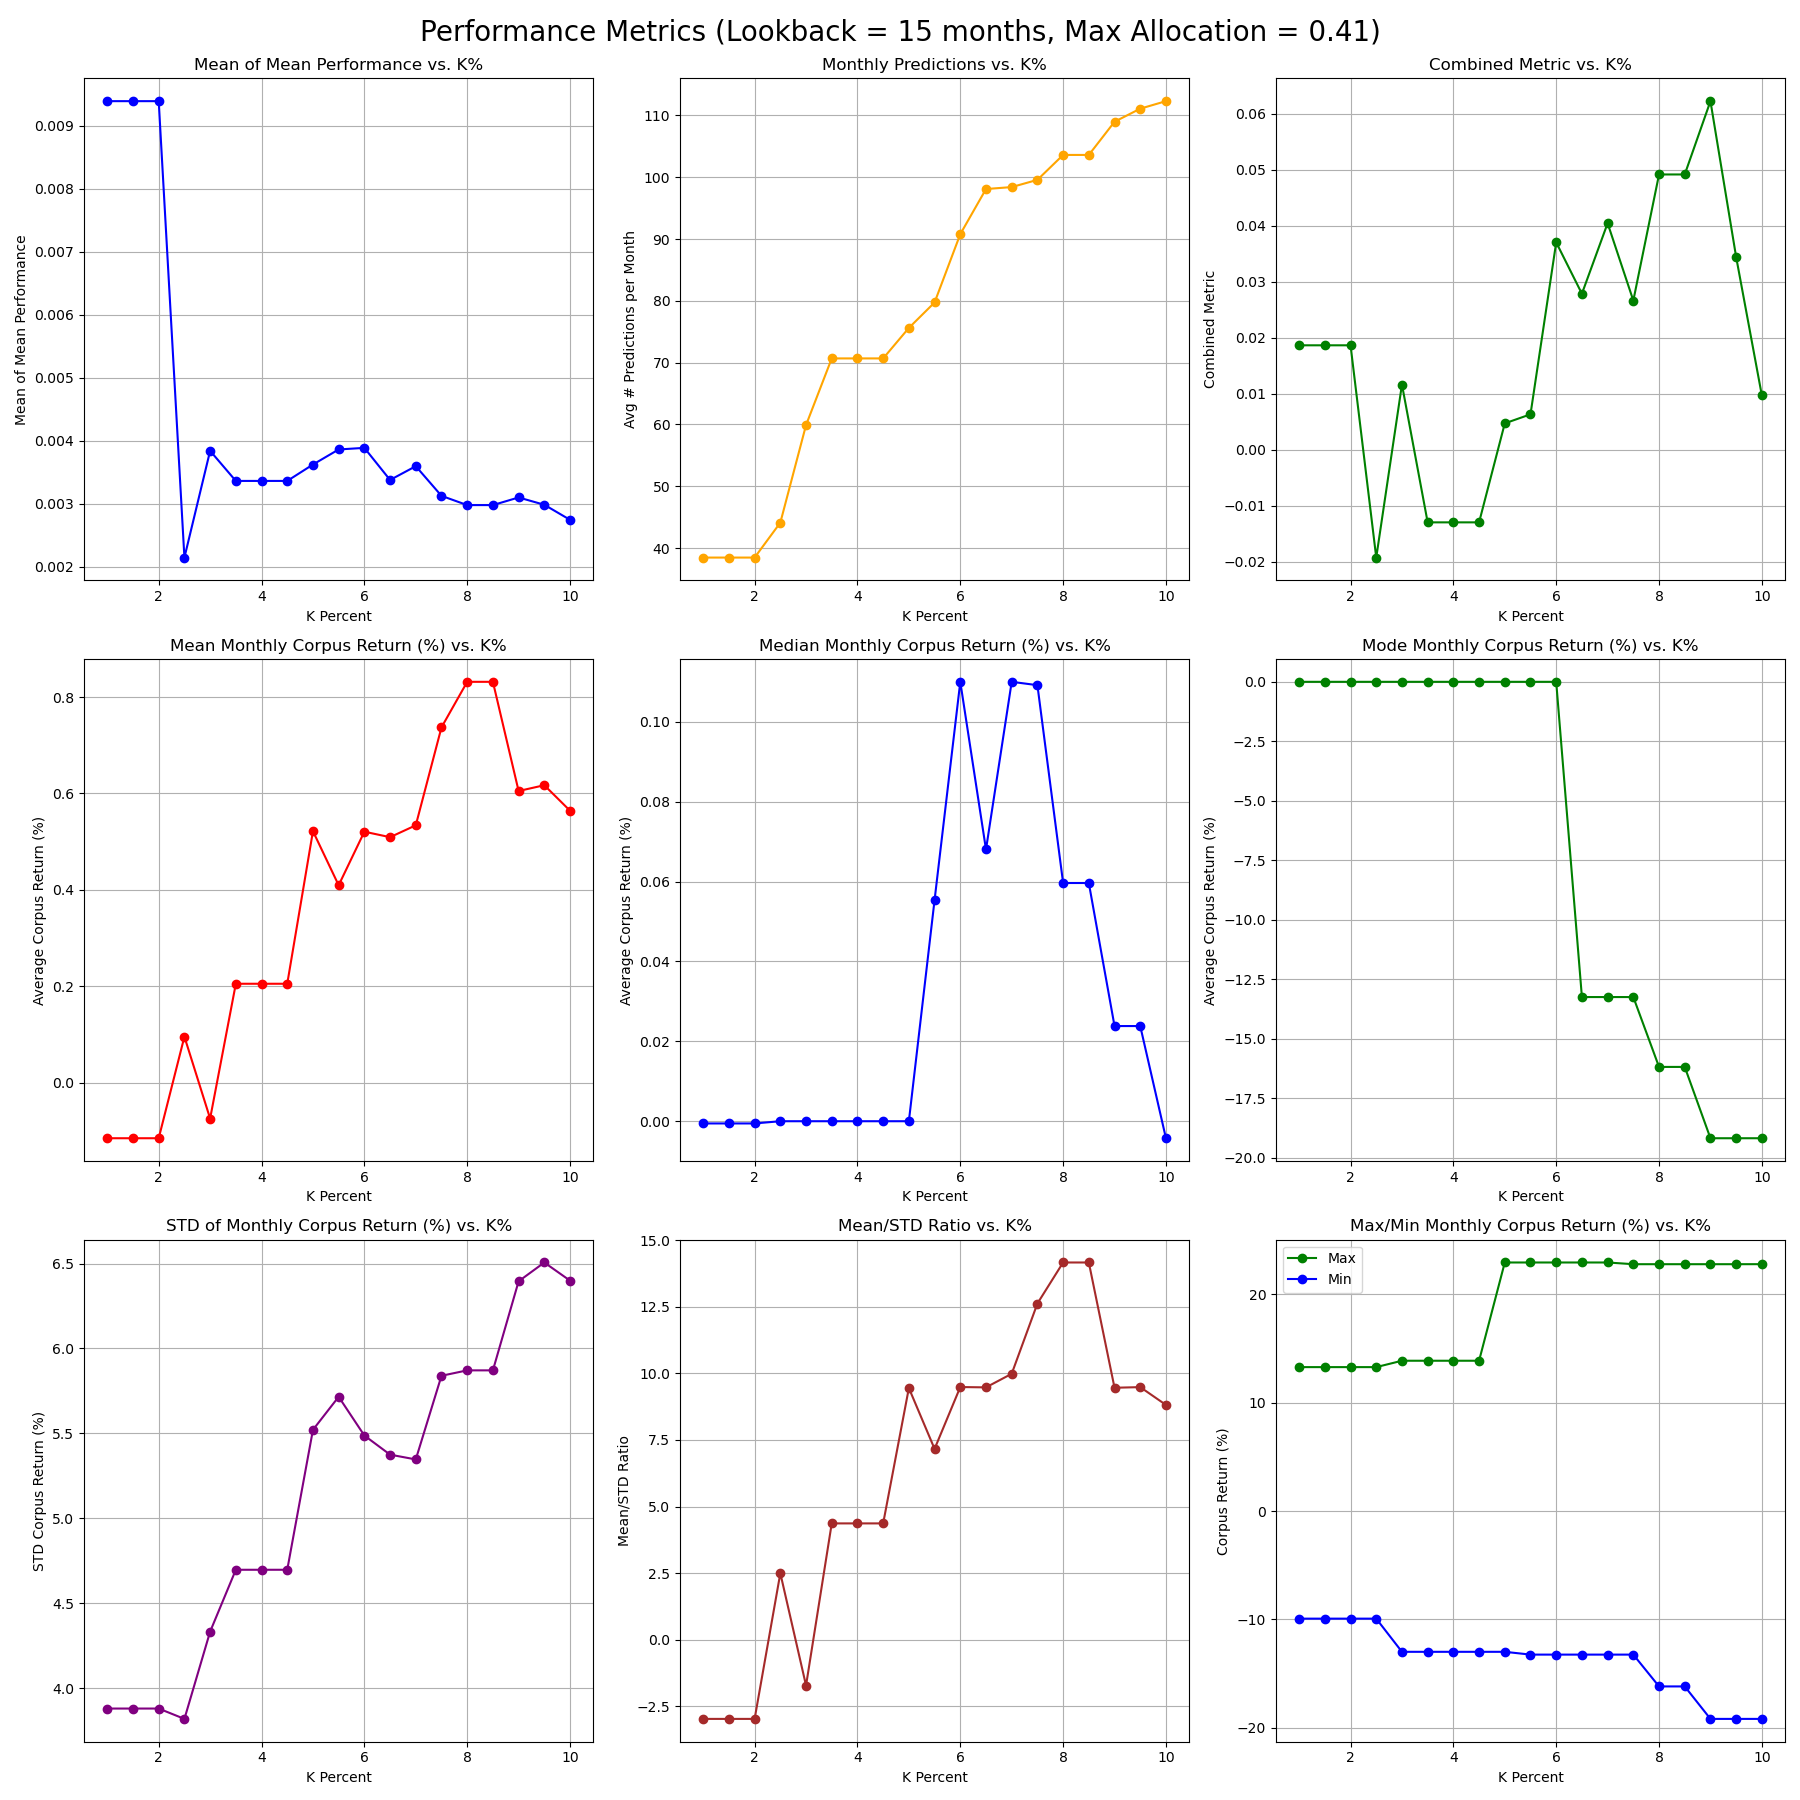 Performance Metrics (Lookback = 15 months, Max Allocation = 0.41)
Mean of Mean Performance vs. K%
Mean of Mean Performance
0.009
0.008
0.007
0.006
0.005
0.004
0.003
0.002
2 4 6 8 10
K Percent
Monthly Predictions vs. K%
Avg # Predictions per Month
110
100
90
80
70
60
50
40
2 4 6 8 10
K Percent
Combined Metric vs. K%
Combined Metric
0.06
0.05
0.04
0.03
0.02
0.01
0.00
−0.01
−0.02
2 4 6 8 10
K Percent
Mean Monthly Corpus Return (%) vs. K%
Average Corpus Return (%)
0.8
0.6
0.4
0.2
0.0
2 4 6 8 10
K Percent
Median Monthly Corpus Return (%) vs. K%
Average Corpus Return (%)
0.10
0.08
0.06
0.04
0.02
0.00
2 4 6 8 10
K Percent
Mode Monthly Corpus Return (%) vs. K%
Average Corpus Return (%)
0.0
−2.5
−5.0
−7.5
−10.0
−12.5
−15.0
−17.5
−20.0
2 4 6 8 10
K Percent
STD of Monthly Corpus Return (%) vs. K%
STD Corpus Return (%)
6.5
6.0
5.5
5.0
4.5
4.0
2 4 6 8 10
K Percent
Mean/STD Ratio vs. K%
Mean/STD Ratio
15.0
12.5
10.0
7.5
5.0
2.5
0.0
−2.5
2 4 6 8 10
K Percent
Max/Min Monthly Corpus Return (%) vs. K%
Corpus Return (%)
Max
Min
20
10
0
−10
−20
2 4 6 8 10
K Percent